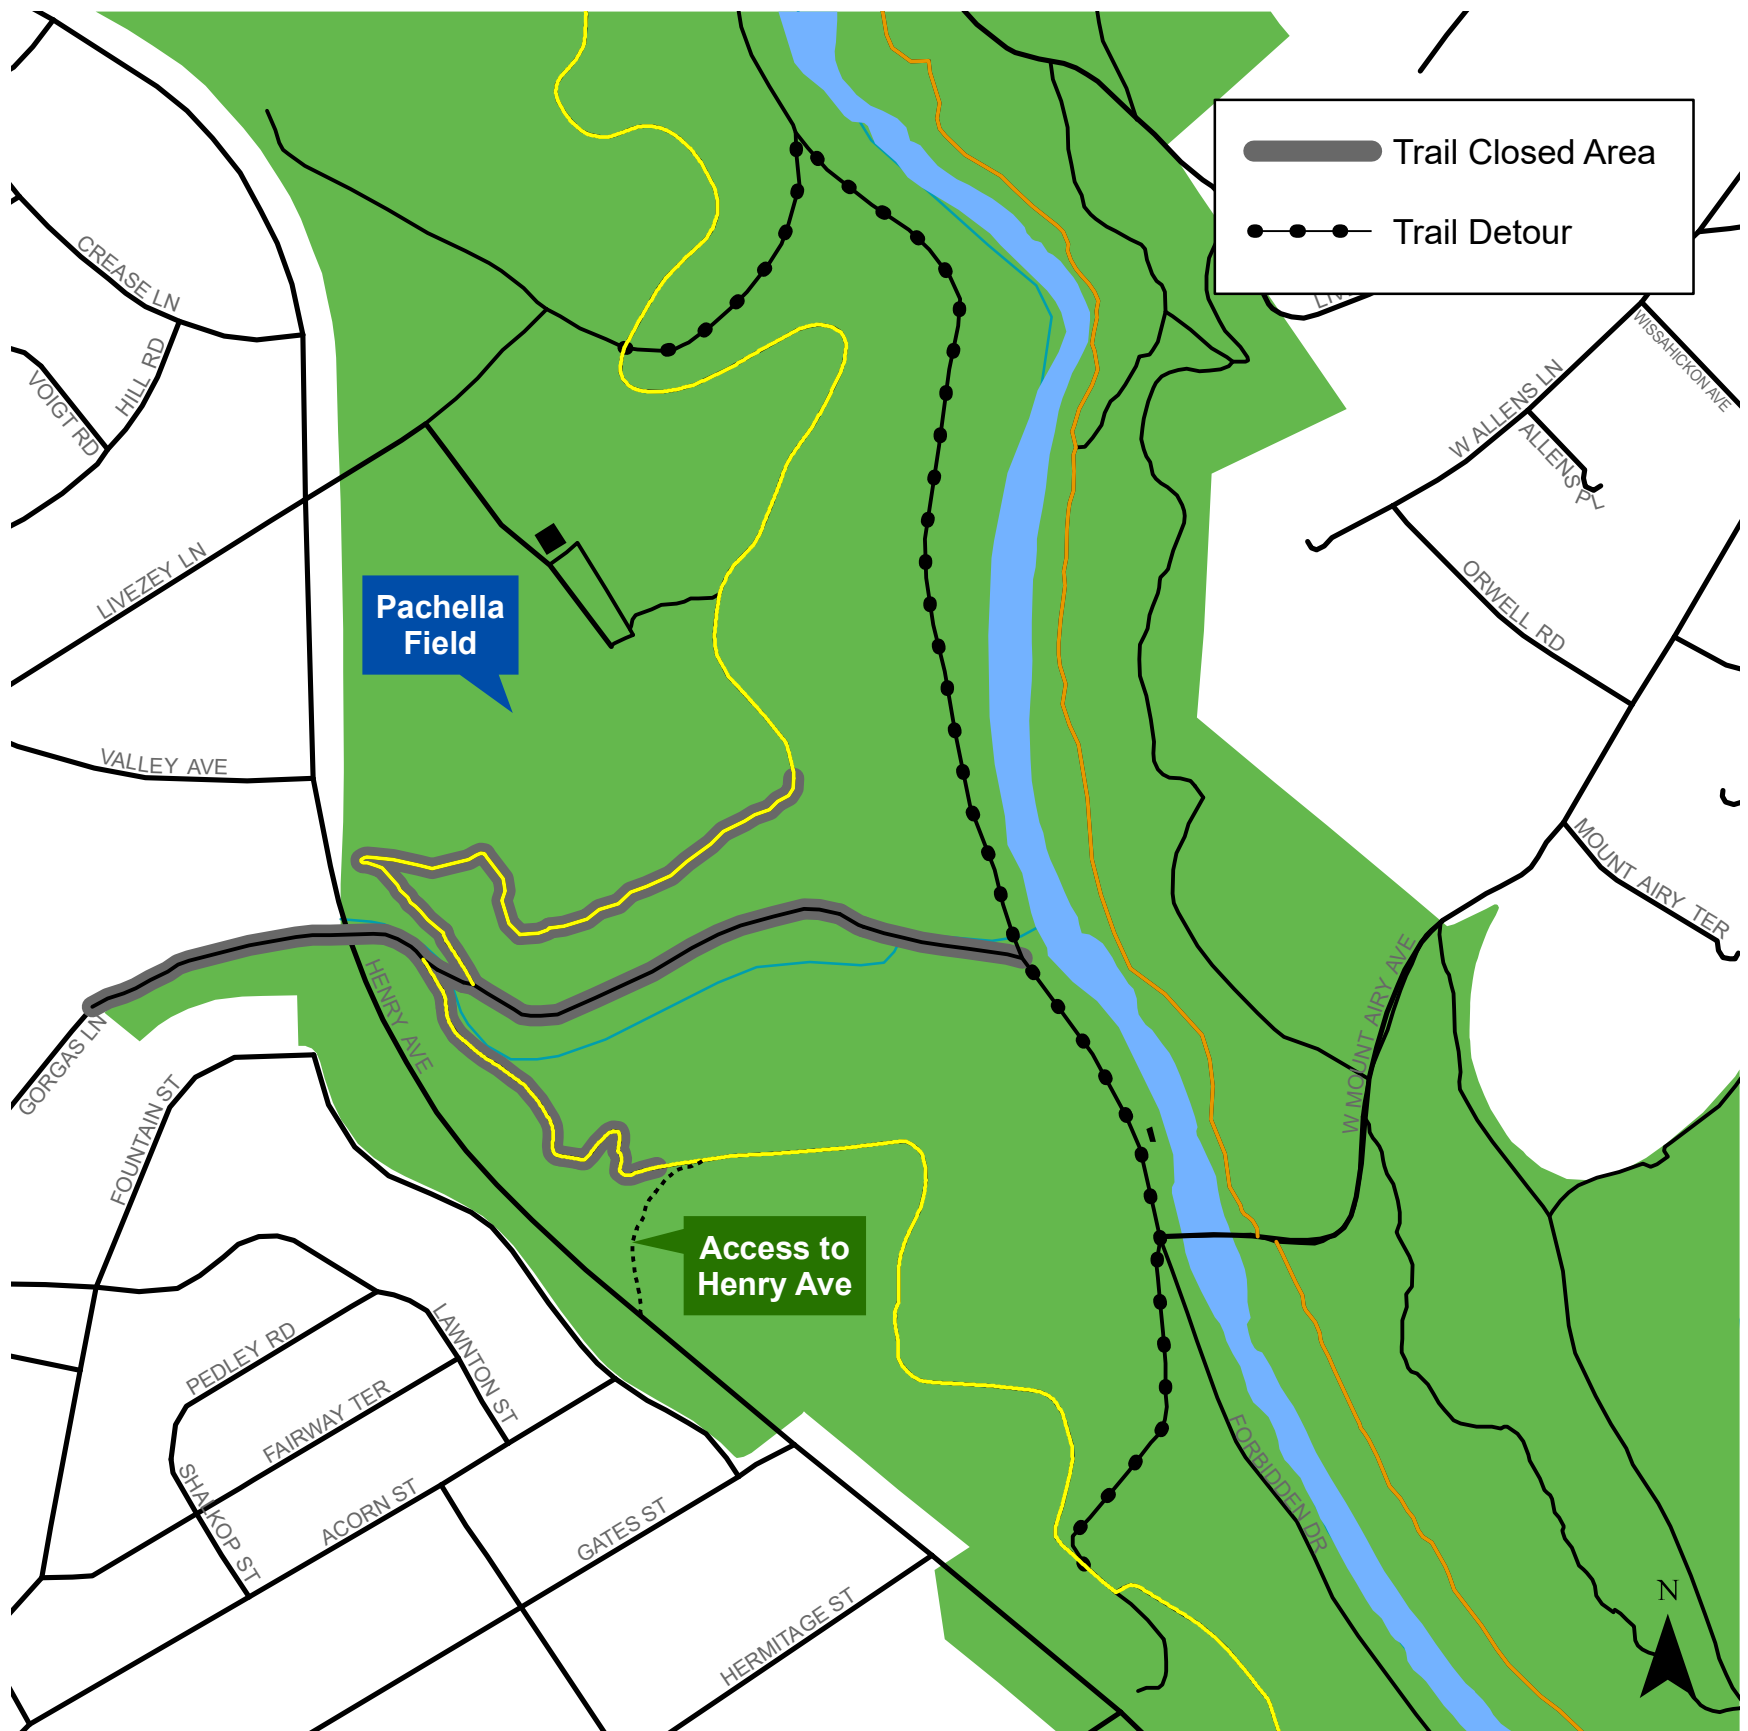 Trail Closed Area
Trail Detour
CREASE LN
HILL RD
VOIGT RD
LIVEZEY LN
Pachella
Field
VALLEY AVE
WISSAHICKON AVE
W ALLENS LN
ALLENS PL
ORWELL RD
MOUNT AIRY TER
W MOUNT AIRY AVE
GORGAS LN
HENRY AVE
FOUNTAIN ST
Access to
Henry Ave
PEDLEY RD
LAWNTON ST
FAIRWAY TER
SHALKOP ST
ACORN ST
GATES ST
HERMITAGE ST
FORBIDDEN DR
N